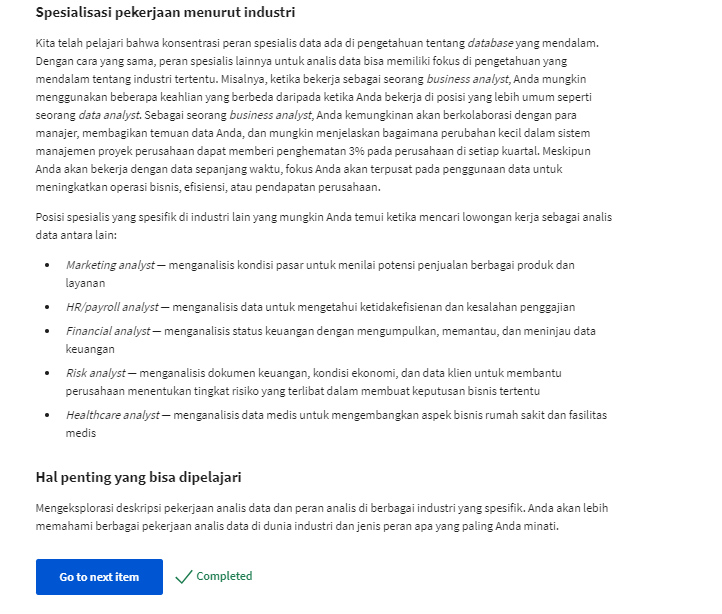 Spesialisasi pekerjaan menurut industri
Kita telah pelajari bahwa konsentrasi peran spesialis data ada di pengetahuan tentang database yang mendalam.
Dengan cara yang sama, peran spesialis lainnya untuk analis data bisa memiliki fokus di pengetahuan yang
mendalam tentang industri tertentu. Misalnya, ketika bekerja sebagai seorang business analyst, Anda mungkin
menggunakan beberapa keahlian yang berbeda daripada ketika Anda bekerja di posisi yang lebih umum seperti
seorang data analyst. Sebagai seorang business analyst, Anda kemungkinan akan berkolaborasi dengan para
manajer, membagikan temuan data Anda, dan mungkin menjelaskan bagaimana perubahan kecil dalam sistem
manajemen proyek perusahaan dapat memberi penghematan 3% pada perusahaan di setiap kuartal. Meskipun
Anda akan bekerja dengan data sepanjang waktu, fokus Anda akan terpusat pada penggunaan data untuk
meningkatkan operasi bisnis, efisiensi, atau pendapatan perusahaan.
Posisi spesialis yang spesifik di industri lain yang mungkin Anda temui ketika mencari lowongan kerja sebagai analis
data antara lain:
• Marketing analyst — menganalisis kondisi pasar untuk menilai potensi penjualan berbagai produk dan
layanan
• HR/payroll analyst — menganalisis data untuk mengetahui ketidakefisienan dan kesalahan penggajian
• Financial analyst — menganalisis status keuangan dengan mengumpulkan, memantau, dan meninjau data
keuangan
• Risk analyst — menganalisis dokumen keuangan, kondisi ekonomi, dan data klien untuk membantu
perusahaan menentukan tingkat risiko yang terlibat dalam membuat keputusan bisnis tertentu
• Healthcare analyst — menganalisis data medis untuk mengembangkan aspek bisnis rumah sakit dan fasilitas
medis
Hal penting yang bisa dipelajari
Mengeksplorasi deskripsi pekerjaan analis data dan peran analis di berbagai industri yang spesifik. Anda akan lebih
memahami berbagai pekerjaan analis data di dunia industri dan jenis peran apa yang paling Anda minati.
Go to next item
Completed